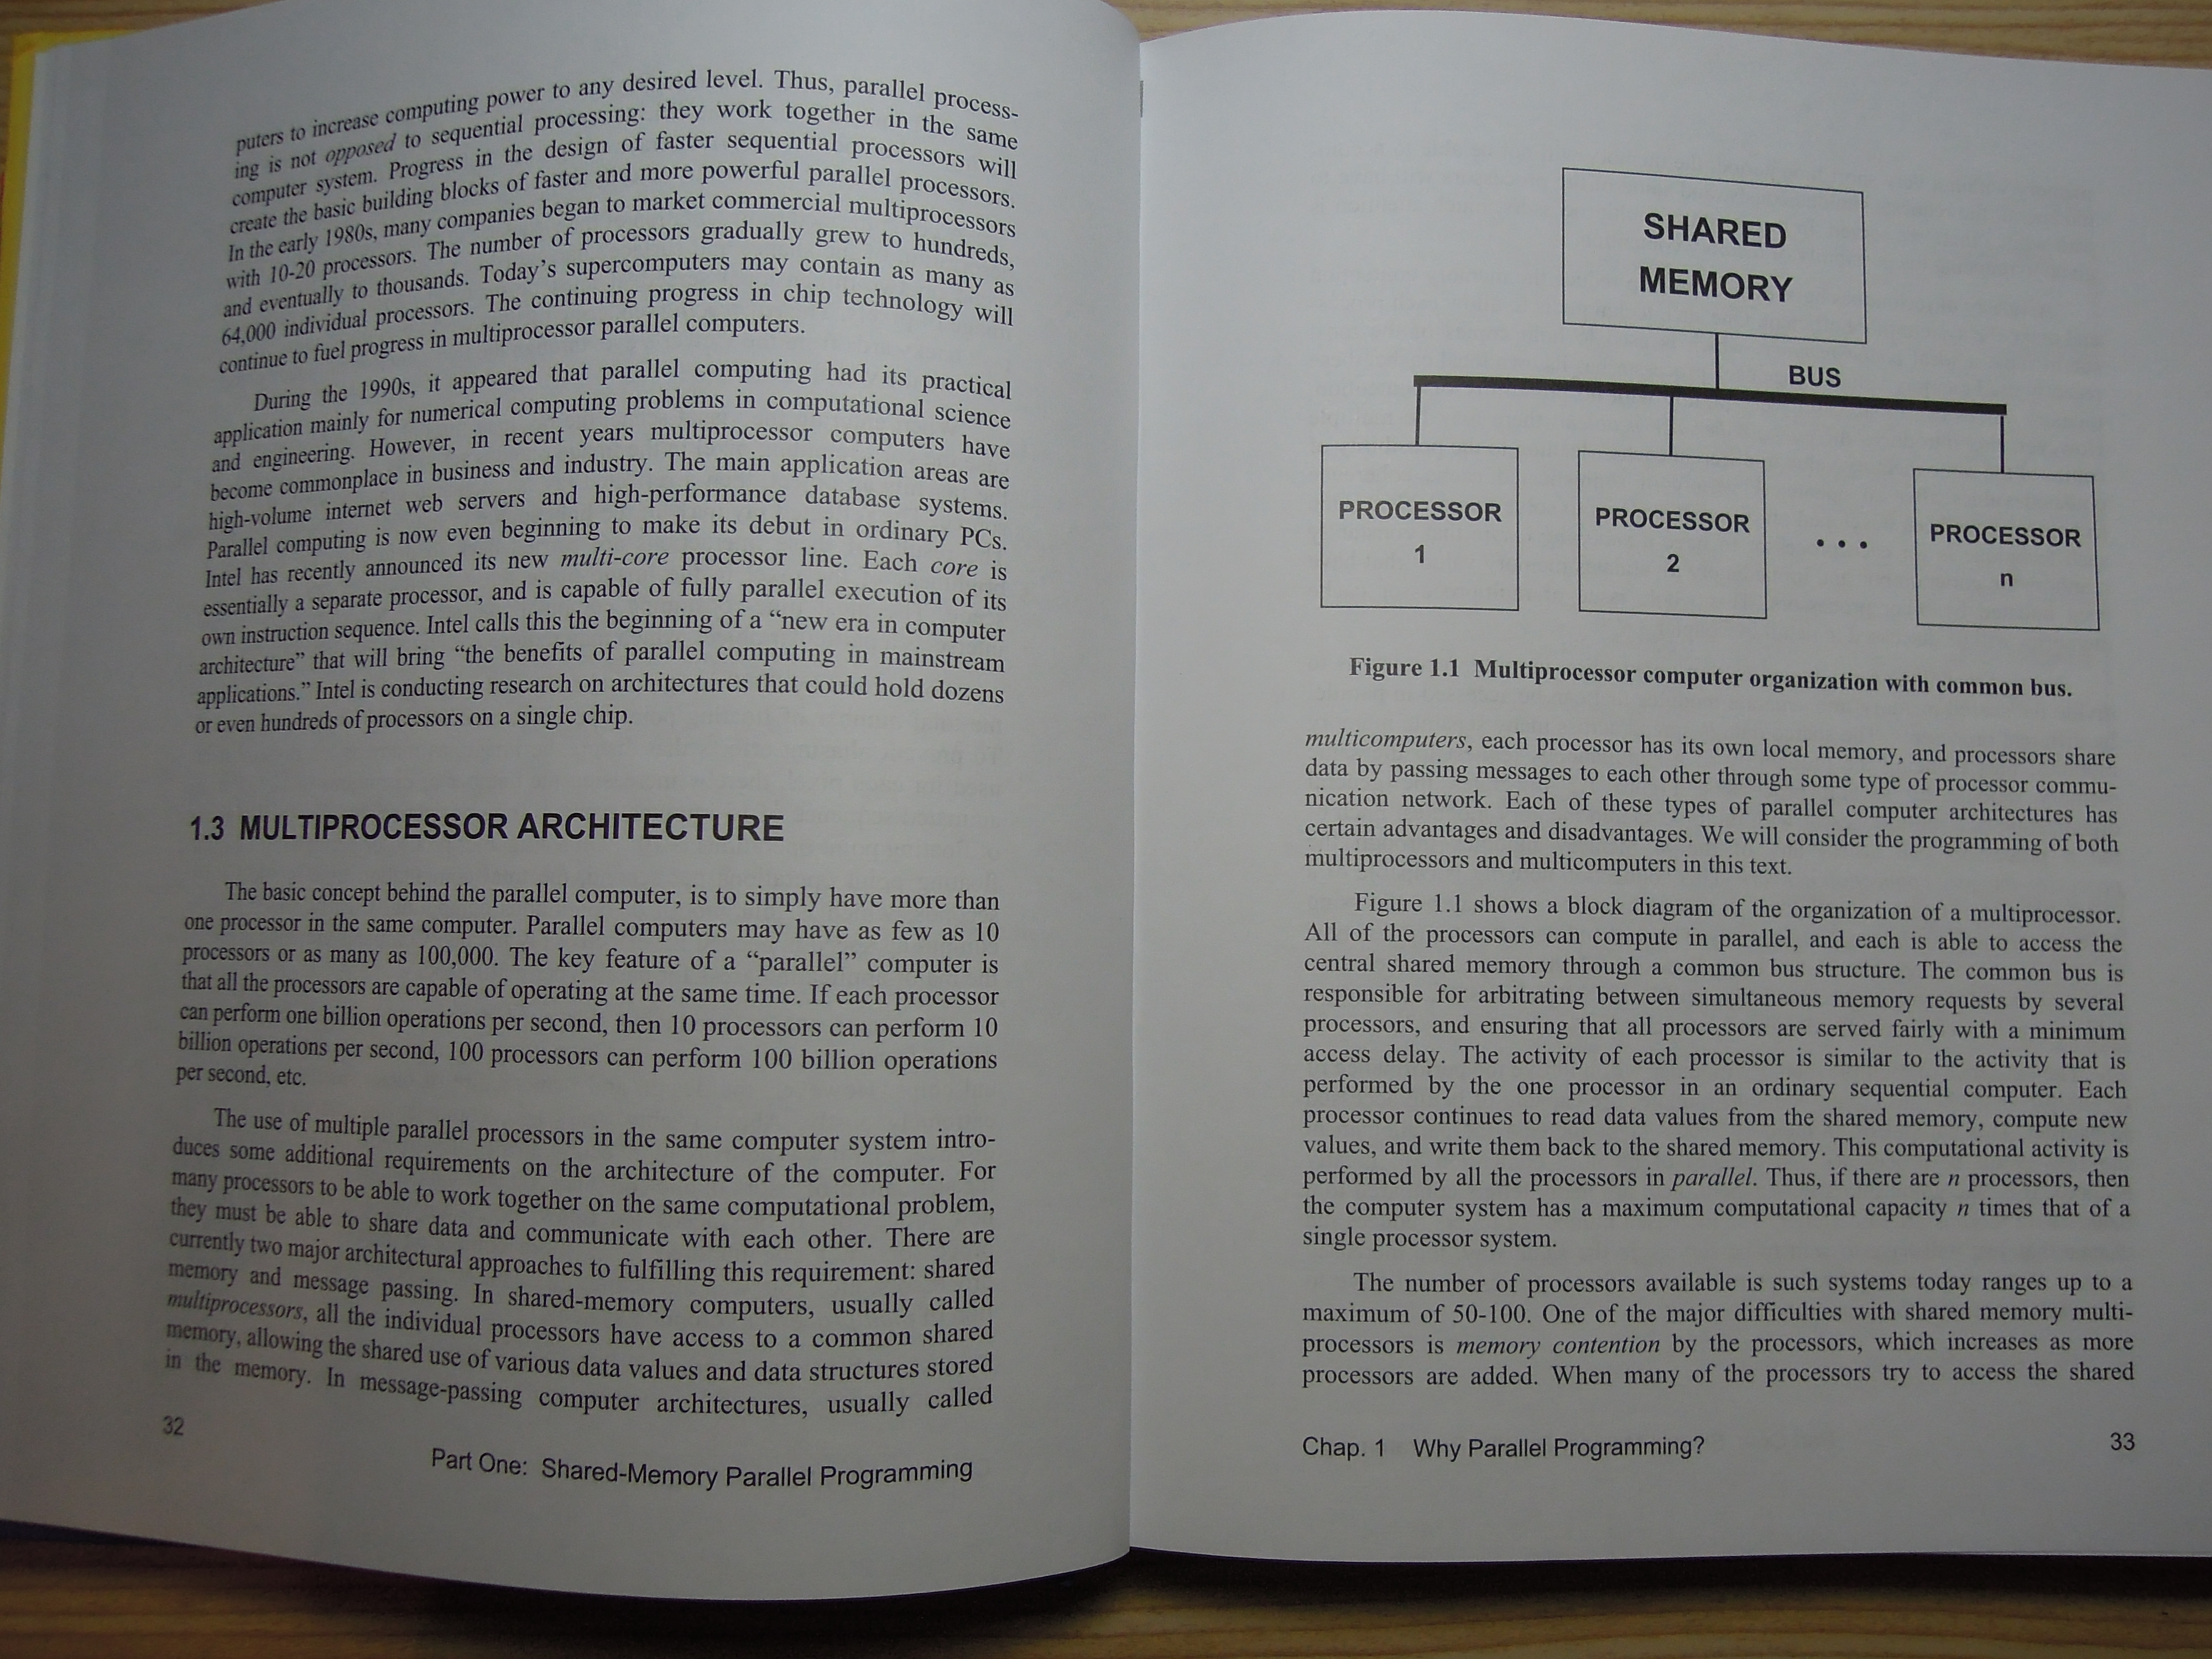 puters to increase computing power to any desired level. Thus, parallel process-
ing is not opposed to sequential processing: they work together in the same
computer system. Progress in the design of faster sequential processors will
create the basic building blocks of faster and more powerful parallel processors.
In the early 1980s, many companies began to market commercial multiprocessors
with 10-20 processors. The number of processors gradually grew to hundreds,
and eventually to thousands. Today's supercomputers may contain as many as
64,000 individual processors. The continuing progress in chip technology will
continue to fuel progress in multiprocessor parallel computers.
During the 1990s, it appeared that parallel computing had its practical
application mainly for numerical computing problems in computational science
and engineering. However, in recent years multiprocessor computers have
become commonplace in business and industry. The main application areas are
high-volume internet web servers and high-performance database systems.
Parallel computing is now even beginning to make its debut in ordinary PCs.
Intel has recently announced its new multi-core processor line. Each core is
essentially a separate processor, and is capable of fully parallel execution of its
own instruction sequence. Intel calls this the beginning of a “new era in computer
architecture” that will bring “the benefits of parallel computing in mainstream
applications.” Intel is conducting research on architectures that could hold dozens
or even hundreds of processors on a single chip.
1.3 MULTIPROCESSOR ARCHITECTURE
The basic concept behind the parallel computer, is to simply have more than
one processor in the same computer. Parallel computers may have as few as 10
processors or as many as 100,000. The key feature of a “parallel” computer is
that all the processors are capable of operating at the same time. If each processor
can perform one billion operations per second, then 10 processors can perform 10
billion operations per second, 100 processors can perform 100 billion operations
per second, etc.
The use of multiple parallel processors in the same computer system intro-
duces some additional requirements on the architecture of the computer. For
many processors to be able to work together on the same computational problem,
they must be able to share data and communicate with each other. There are
currently two major architectural approaches to fulfilling this requirement: shared
memory and message passing. In shared-memory computers, usually called
multiprocessors, all the individual processors have access to a common shared
memory, allowing the shared use of various data values and data structures stored
in the memory. In message-passing computer architectures, usually called
32
Part One: Shared-Memory Parallel Programming
SHARED
MEMORY
BUS
PROCESSOR
1
PROCESSOR
2
• • •
PROCESSOR
n
Figure 1.1 Multiprocessor computer organization with common bus.
multicomputers, each processor has its own local memory, and processors share
data by passing messages to each other through some type of processor commu-
nication network. Each of these types of parallel computer architectures has
certain advantages and disadvantages. We will consider the programming of both
multiprocessors and multicomputers in this text.
Figure 1.1 shows a block diagram of the organization of a multiprocessor.
All of the processors can compute in parallel, and each is able to access the
central shared memory through a common bus structure. The common bus is
responsible for arbitrating between simultaneous memory requests by several
processors, and ensuring that all processors are served fairly with a minimum
access delay. The activity of each processor is similar to the activity that is
performed by the one processor in an ordinary sequential computer. Each
processor continues to read data values from the shared memory, compute new
values, and write them back to the shared memory. This computational activity is
performed by all the processors in parallel. Thus, if there are n processors, then
the computer system has a maximum computational capacity n times that of a
single processor system.
The number of processors available is such systems today ranges up to a
maximum of 50-100. One of the major difficulties with shared memory multi-
processors is memory contention by the processors, which increases as more
processors are added. When many of the processors try to access the shared
Chap. 1 Why Parallel Programming?
33